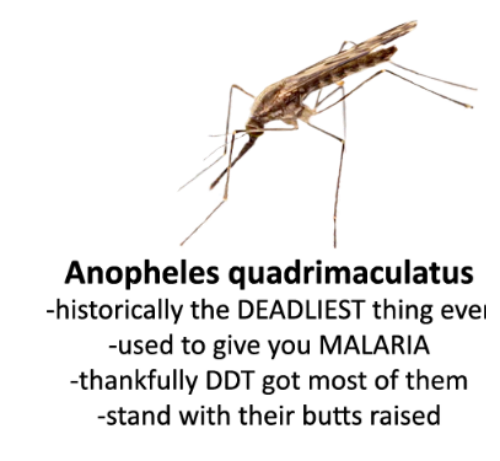 Anopheles quadrimaculatus
-historically the DEADLIEST thing ever
-used to give you MALARIA
-thankfully DDT got most of them
-stand with their butts raised